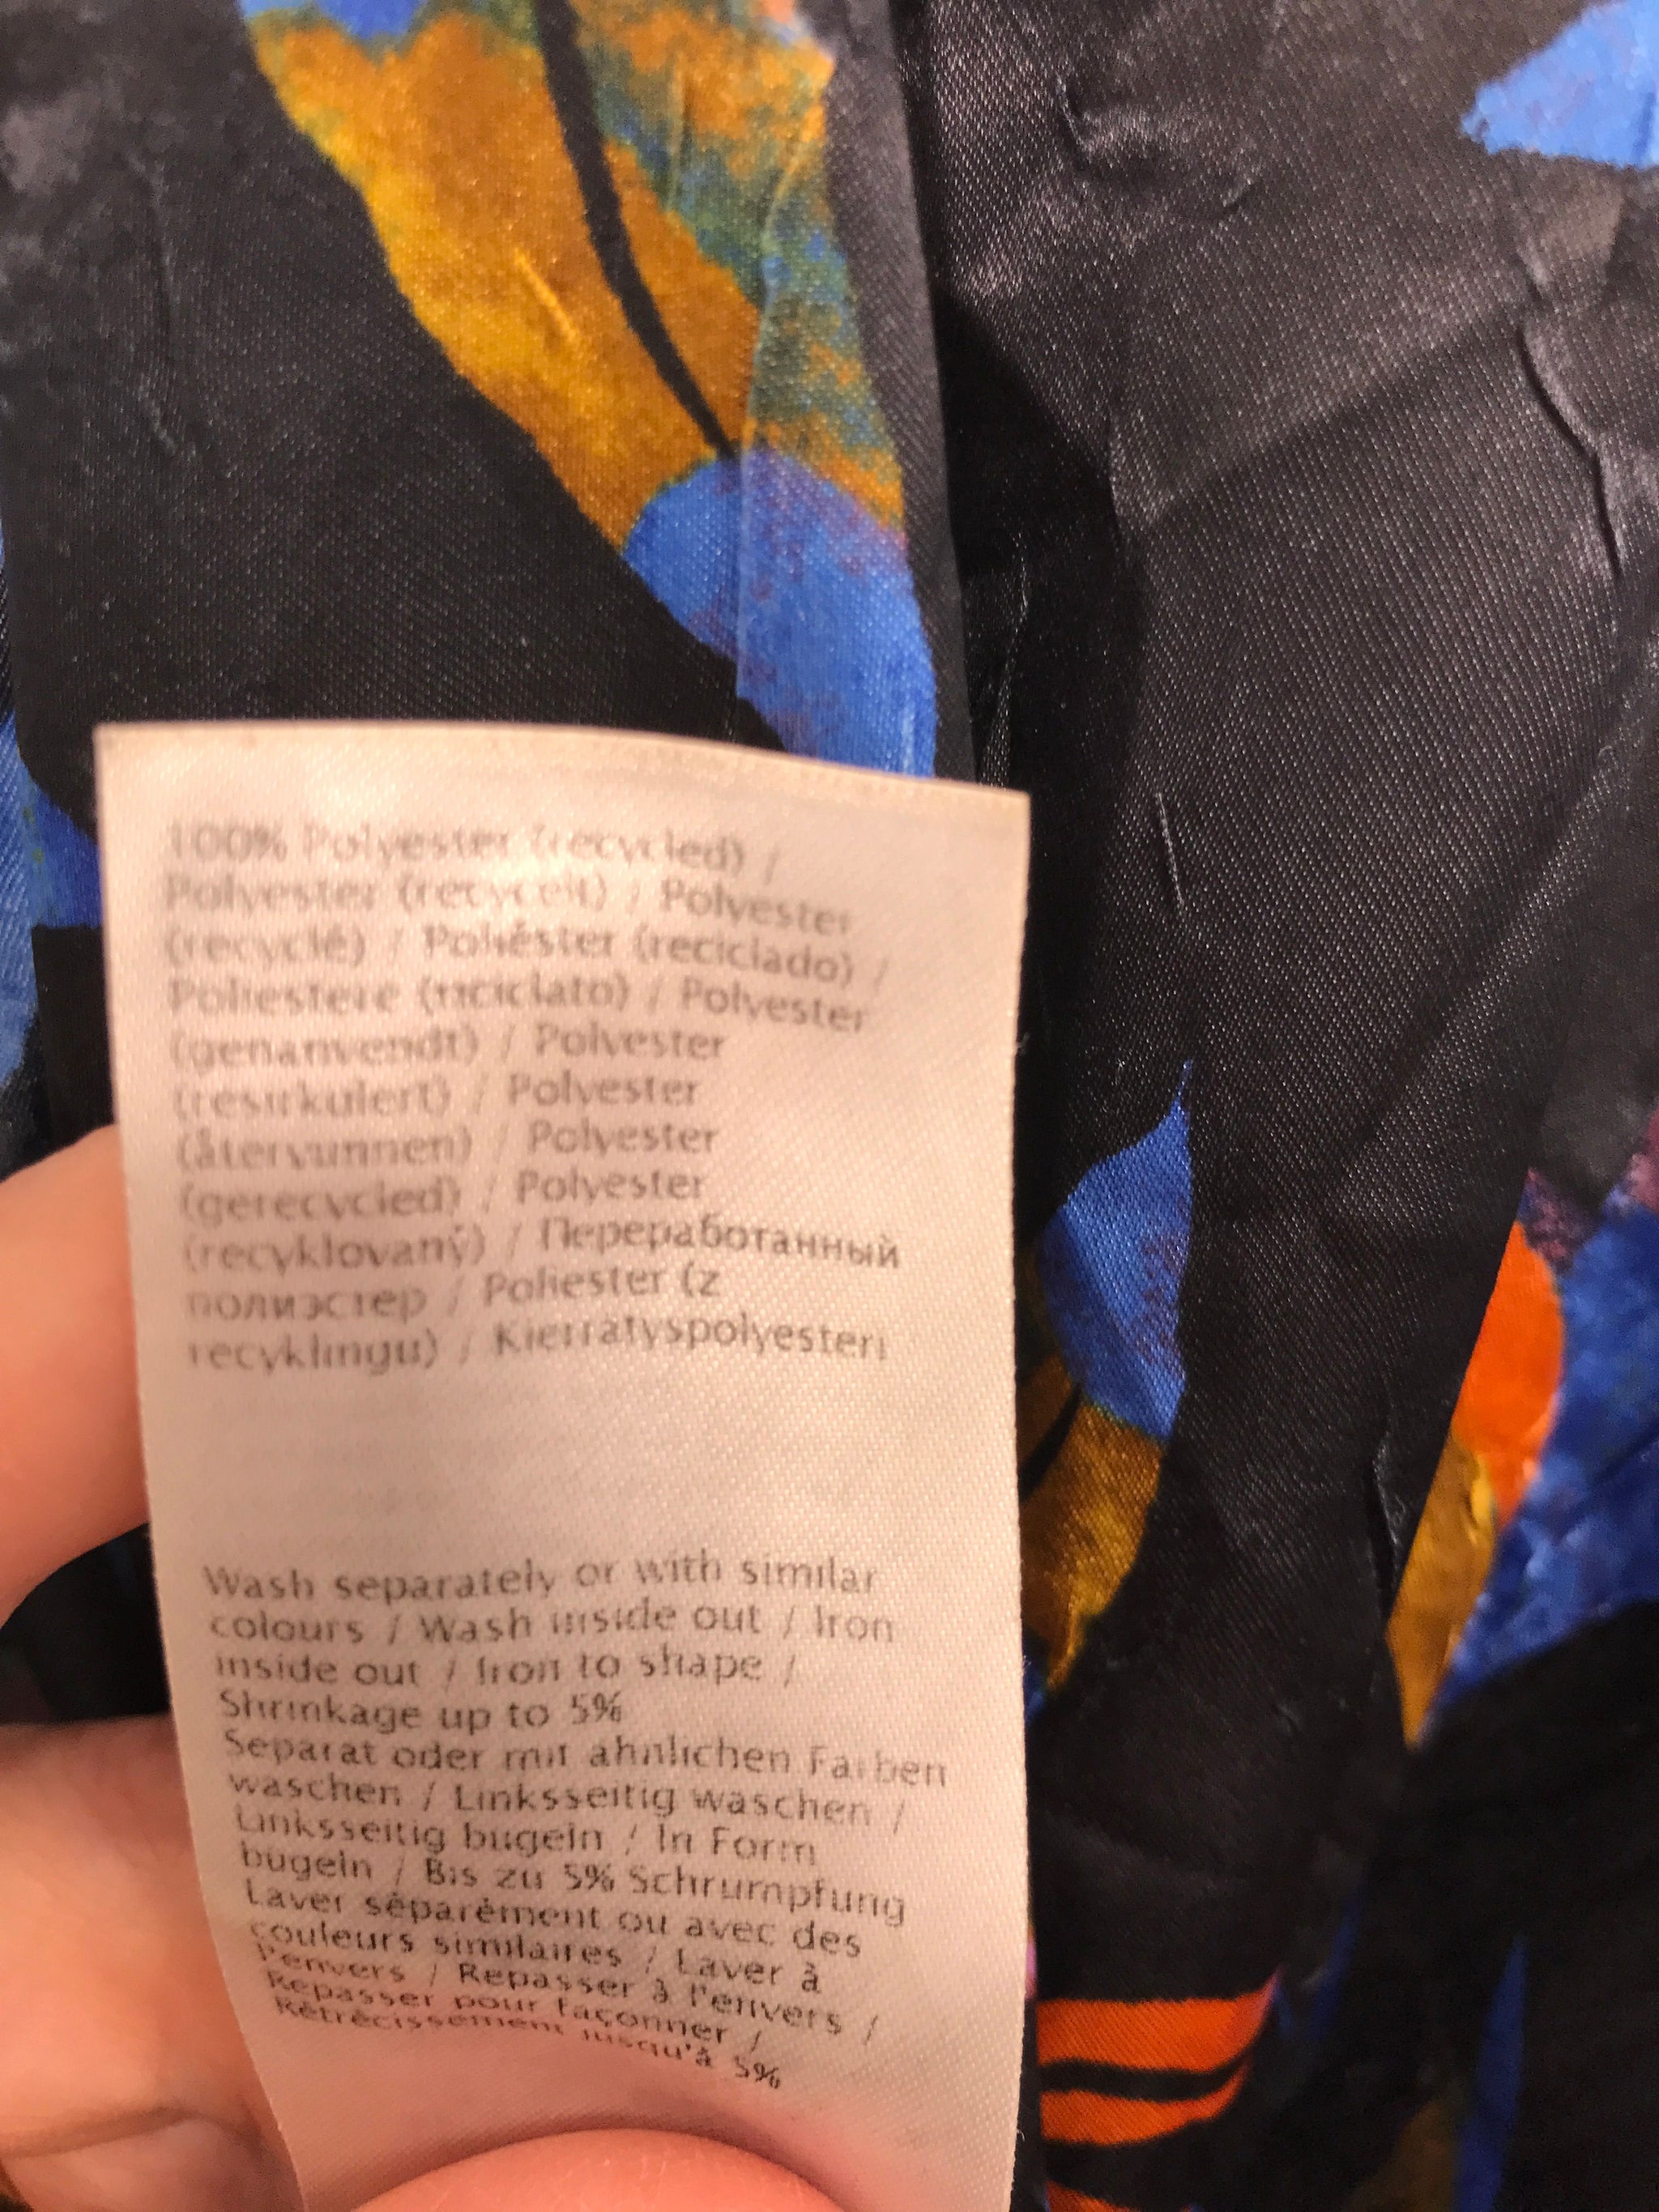 100% Polyester (recycled) /
Polyester (recycelt) / Polyester
(recyclé) / Poliéster (reciclado) /
Poliestere (riciclato) / Polyester
(genanvendt) / Polyester
(resirkulert) / Polyester
(återvunnen) / Polyester
(gerecycled) / Polyester
(recyklovaný) / Переработанный
полиэстер / Poliester (z
recyklingu) / Kierrätyspolyesteri
Wash separately or with similar
colours / Wash inside out / Iron
inside out / Iron to shape /
Shrinkage up to 5%
Separat oder mit ähnlichen Farben
waschen / Linksseitig waschen /
Linksseitig bügeln / In Form
bügeln / Bis zu 5% Schrumpfung
Laver séparément ou avec des
couleurs similaires / Laver à
l'envers / Repasser à l'envers /
Repasser pour façonner /
Rétrécissement jusqu'à 5%